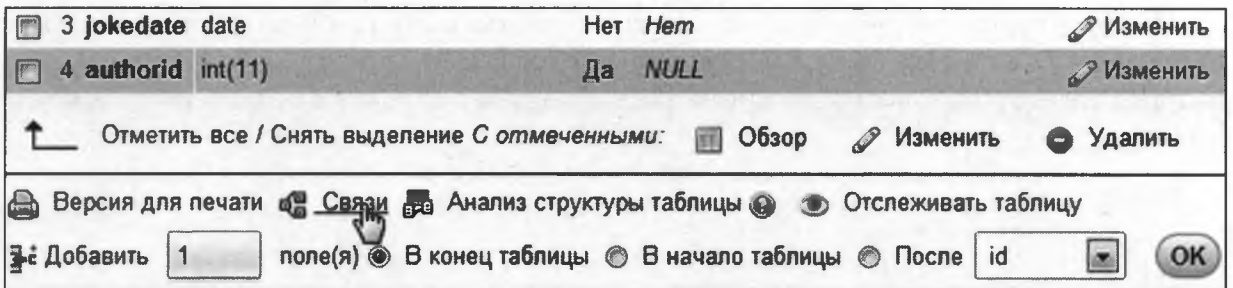 3 jokedate date Нет Нет Изменить
4 authorid int(11) Да NULL Изменить
Отметить все / Снять выделение С отмеченными: Обзор Изменить Удалить
Версия для печати Связи Анализ структуры таблицы Отслеживать таблицу
Добавить 1 поле(я) В конец таблицы В начало таблицы После id OK